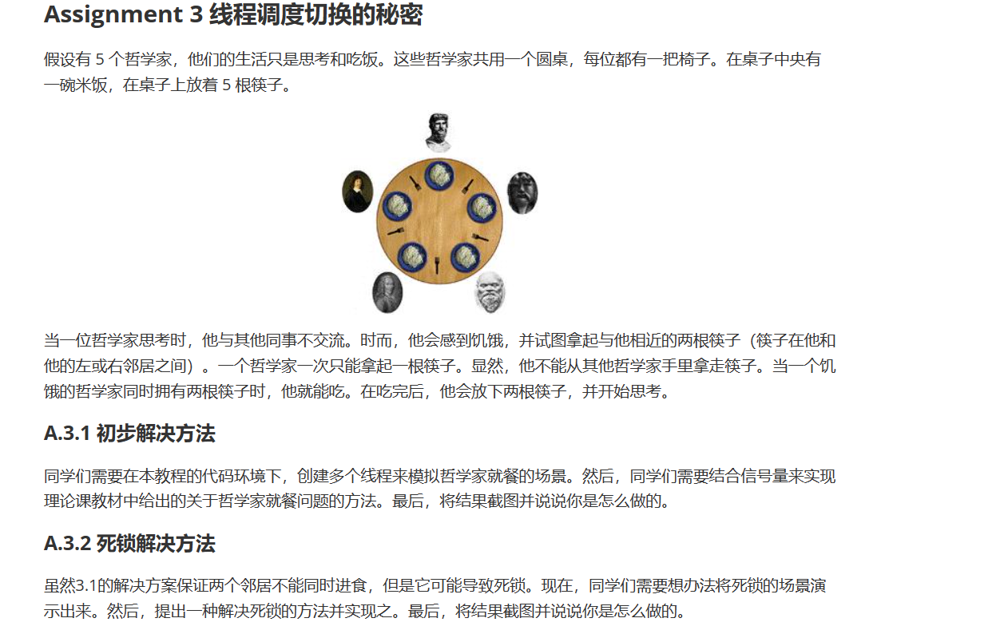 Assignment 3 线程调度切换的秘密
假设有 5 个哲学家，他们的生活只是思考和吃饭。这些哲学家共用一个圆桌，每位都有一把椅子。在桌子中央有
一碗米饭，在桌子上放着 5 根筷子。
当一位哲学家思考时，他与其他同事不交流。时而，他会感到饥饿，并试图拿起与他相近的两根筷子（筷子在他和
他的左或右邻居之间）。一个哲学家一次只能拿起一根筷子。显然，他不能从其他哲学家手里拿走筷子。当一个饥
饿的哲学家同时拥有两根筷子时，他就能吃。在吃完后，他会放下两根筷子，并开始思考。
A.3.1 初步解决方法
同学们需要在本教程的代码环境下，创建多个线程来模拟哲学家就餐的场景。然后，同学们需要结合信号量来实现
理论课教材中给出的关于哲学家就餐问题的方法。最后，将结果截图并说说你是怎么做的。
A.3.2 死锁解决方法
虽然3.1的解决方案保证两个邻居不能同时进食，但是它可能导致死锁。现在，同学们需要想办法将死锁的场景演
示出来。然后，提出一种解决死锁的方法并实现之。最后，将结果截图并说说你是怎么做的。